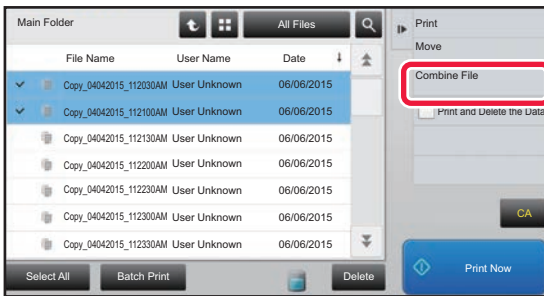 Main Folder
All Files
File Name User Name Date
Copy_04042015_112030AM User Unknown 06/06/2015
Copy_04042015_112100AM User Unknown 06/06/2015
Copy_04042015_112130AM User Unknown 06/06/2015
Copy_04042015_112200AM User Unknown 06/06/2015
Copy_04042015_112230AM User Unknown 06/06/2015
Copy_04042015_112300AM User Unknown 06/06/2015
Copy_04042015_112330AM User Unknown 06/06/2015
Select All Batch Print Delete
Print
Move
Combine File
Print and Delete the Data
CA
Print Now